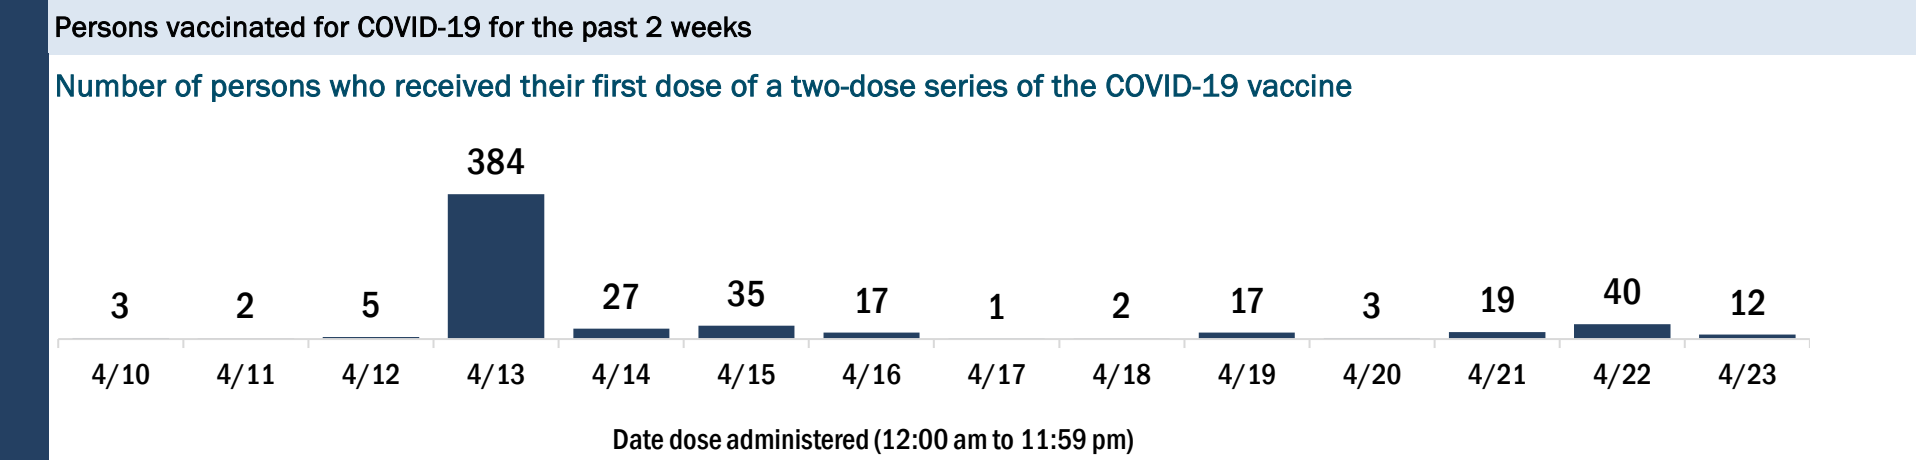 Persons vaccinated for COVID-19 for the past 2 weeks
Number of persons who received their first dose of a two-dose series of the COVID-19 vaccine
3 2 5 384 27 35 17 1 2 17 3 19 40 12
4/10 4/11 4/12 4/13 4/14 4/15 4/16 4/17 4/18 4/19 4/20 4/21 4/22 4/23
Date dose administered (12:00 am to 11:59 pm)